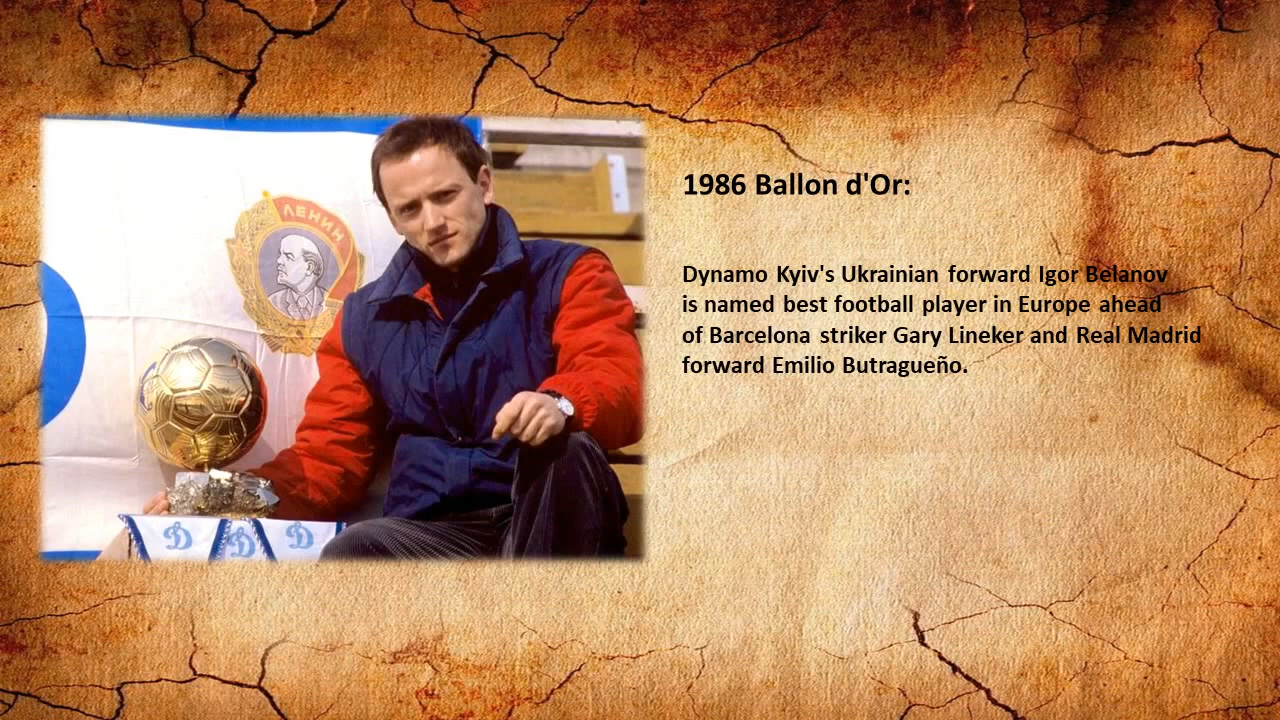 ЛЕНИН
Д Д Д
1986 Ballon d'Or:
Dynamo Kyiv's Ukrainian forward Igor Belanov
is named best football player in Europe ahead
of Barcelona striker Gary Lineker and Real Madrid
forward Emilio Butragueño.